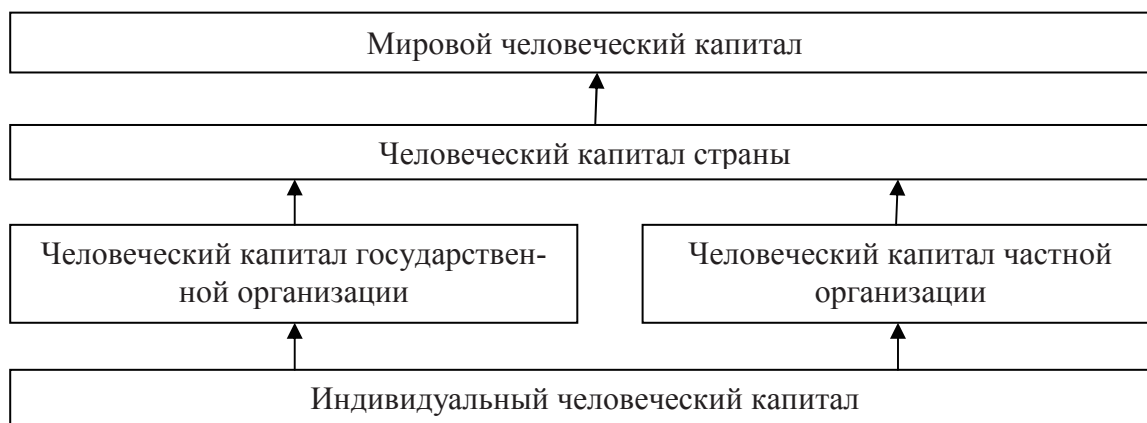 Мировой человеческий капитал
Человеческий капитал страны
Человеческий капитал государствен-
ной организации
Человеческий капитал частной
организации
Индивидуальный человеческий капитал